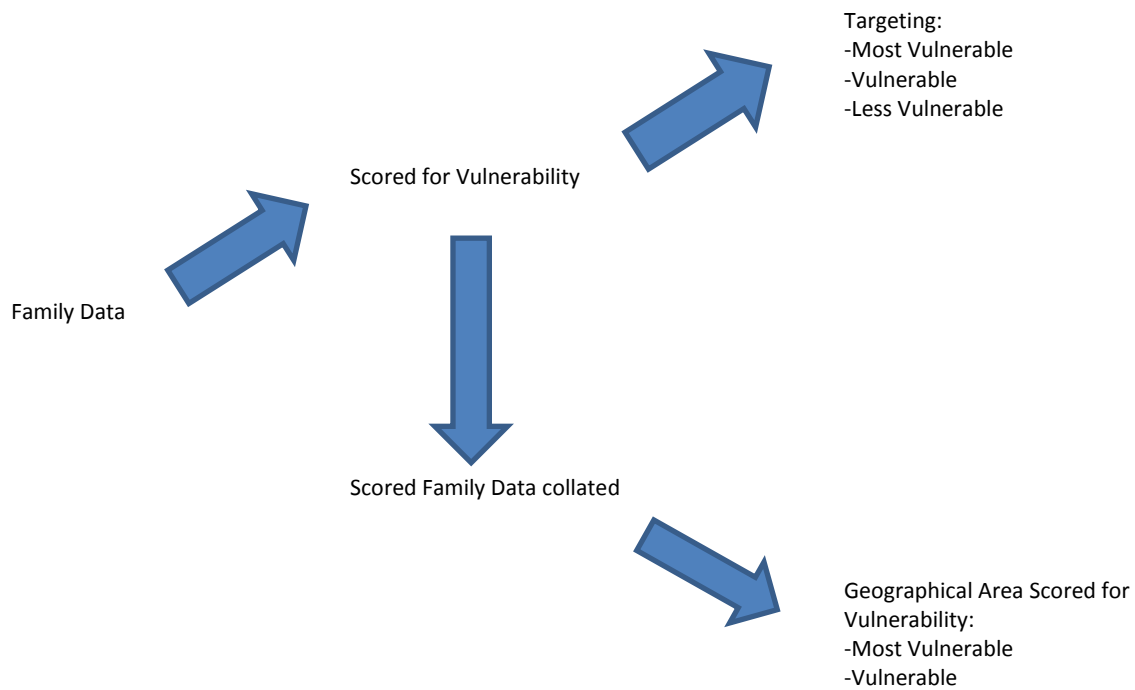 Targeting:
-Most Vulnerable
-Vulnerable
-Less Vulnerable
Scored for Vulnerability
Family Data
Scored Family Data collated
Geographical Area Scored for
Vulnerability:
-Most Vulnerable
-Vulnerable